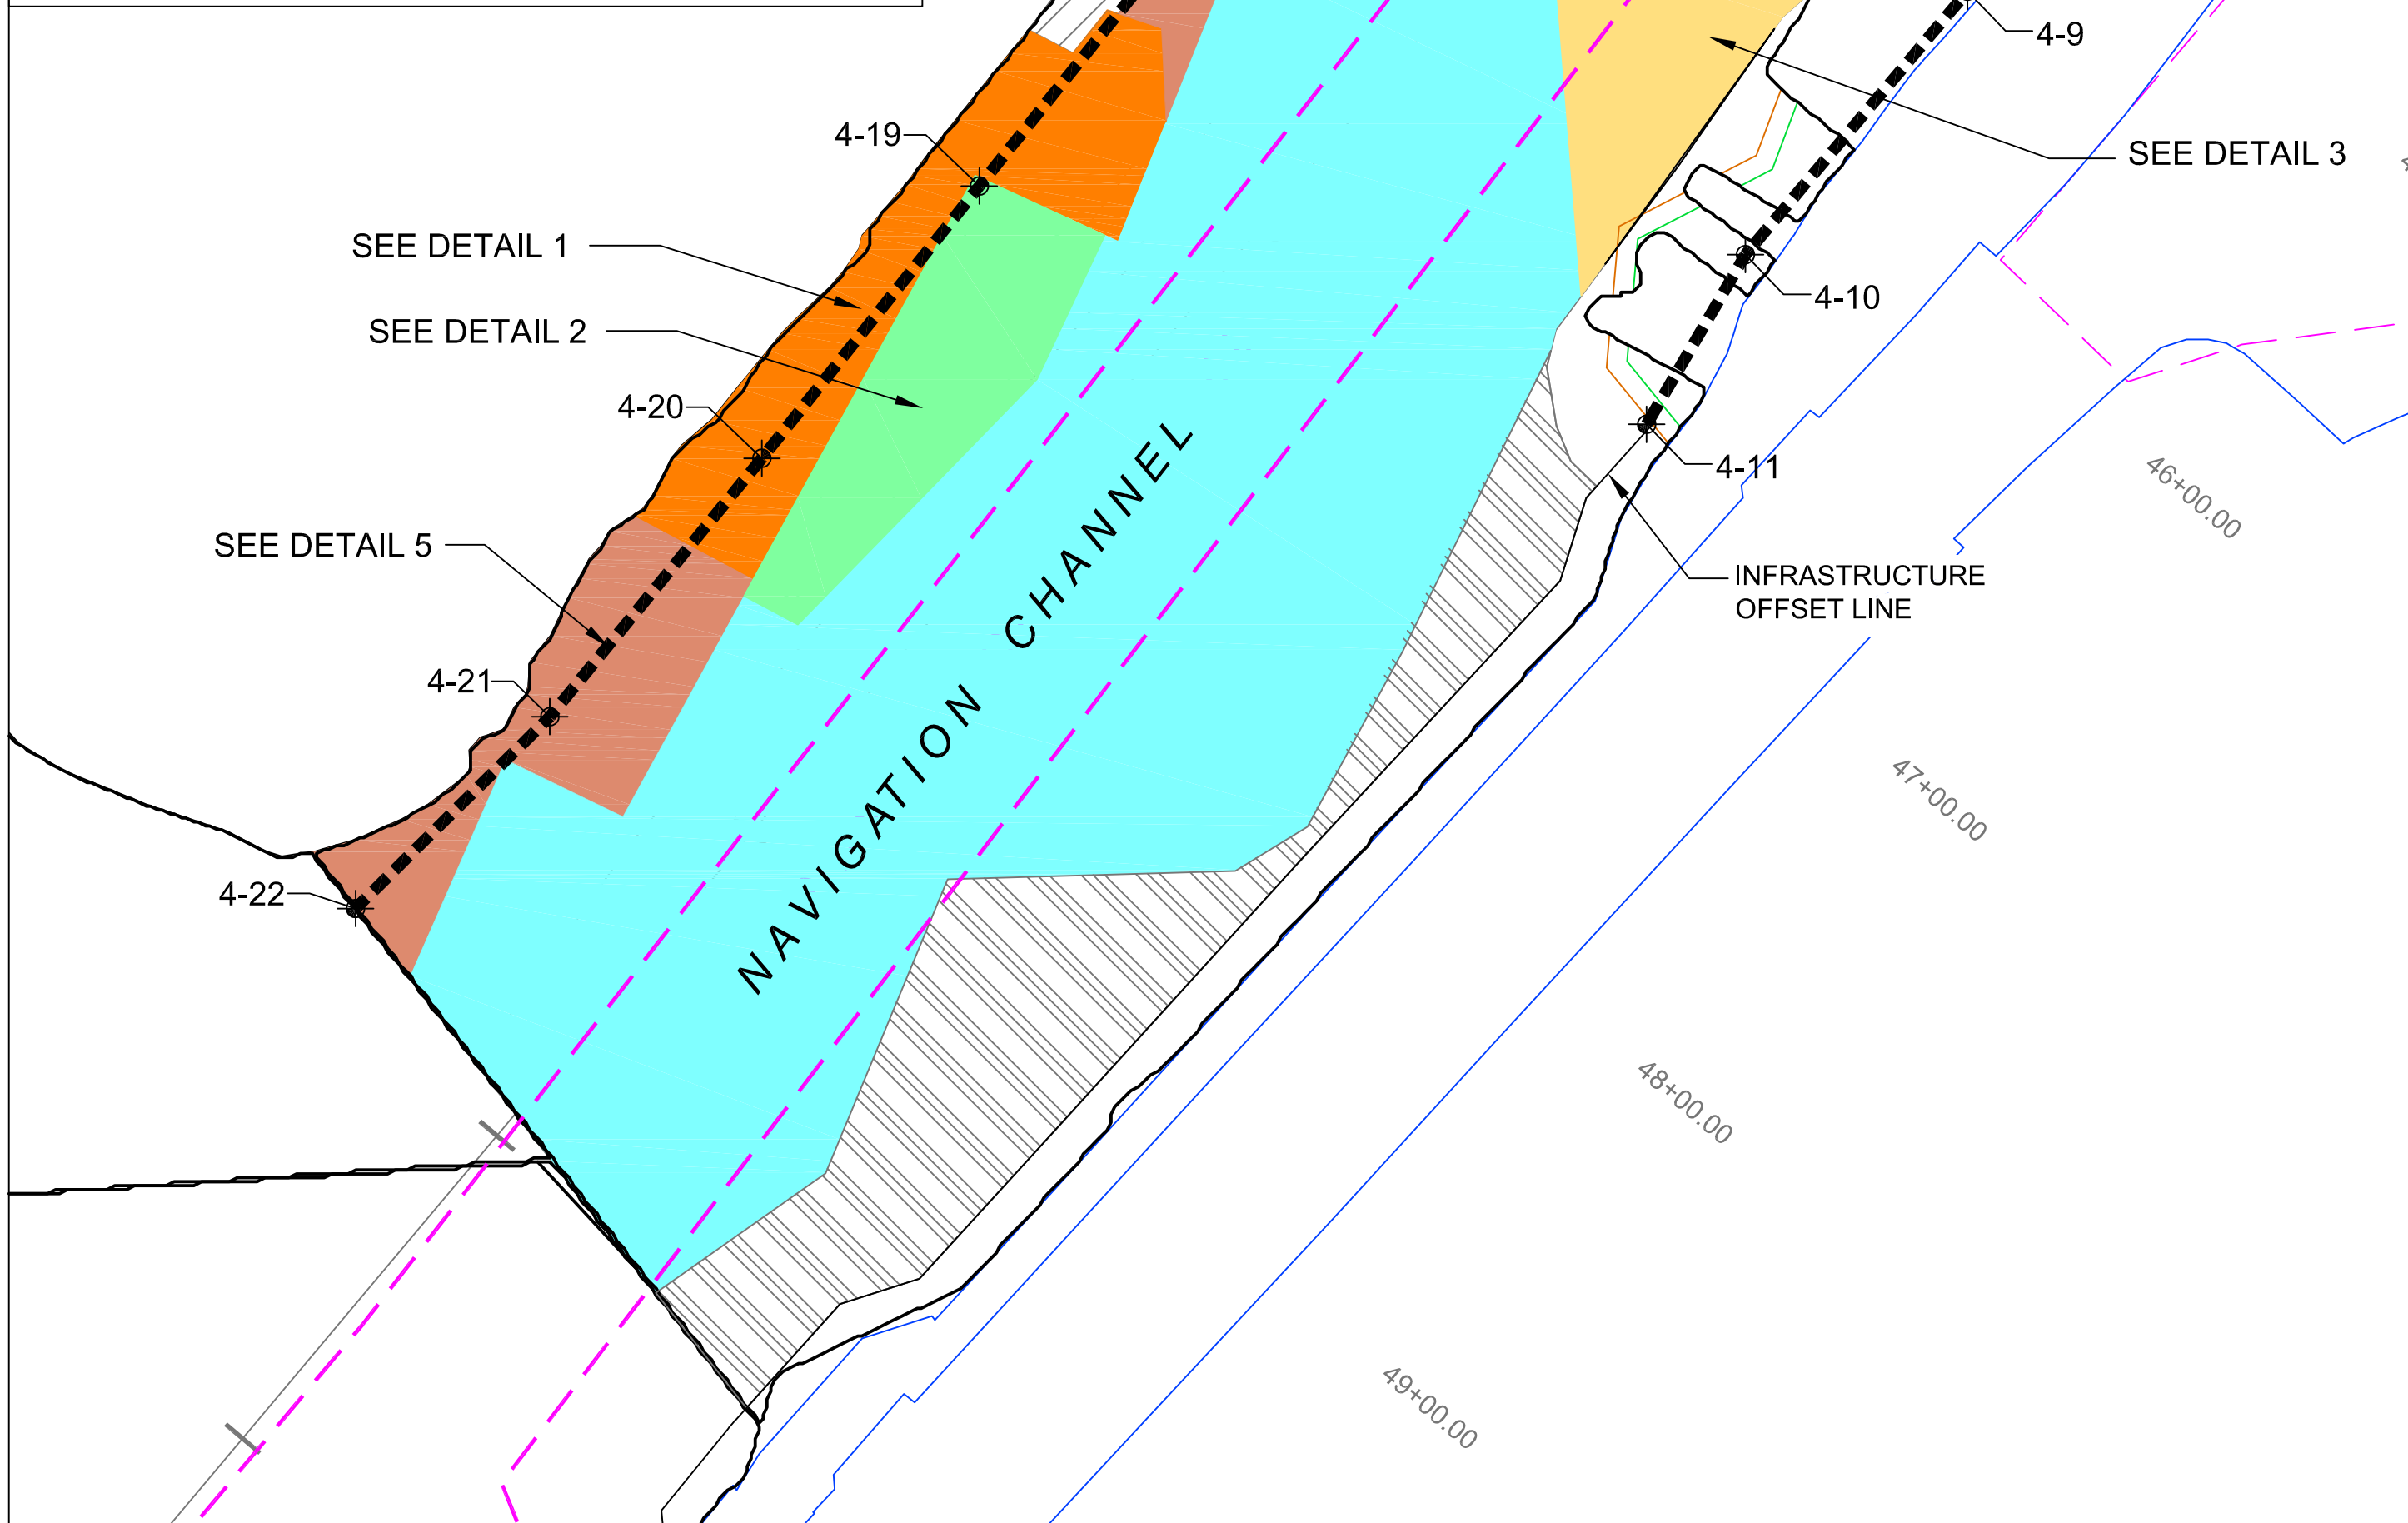 4-9
4-19
SEE DETAIL 3
SEE DETAIL 1
4-10
SEE DETAIL 2
4-20
4-11
46+00.00
SEE DETAIL 5
INFRASTRUCTURE
OFFSET LINE
NAVIGATION CHANNEL
4-21
47+00.00
4-22
48+00.00
49+00.00